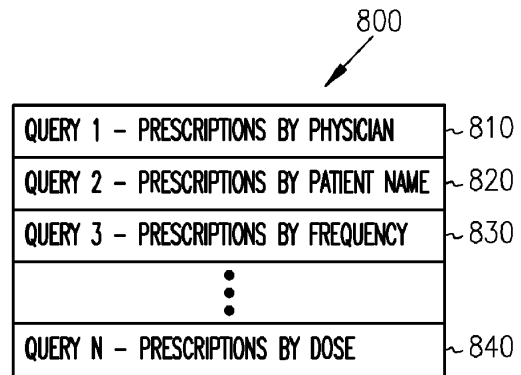 800
QUERY 1 - PRESCRIPTIONS BY PHYSICIAN 810
QUERY 2 - PRESCRIPTIONS BY PATIENT NAME 820
QUERY 3 - PRESCRIPTIONS BY FREQUENCY 830
QUERY N - PRESCRIPTIONS BY DOSE 840